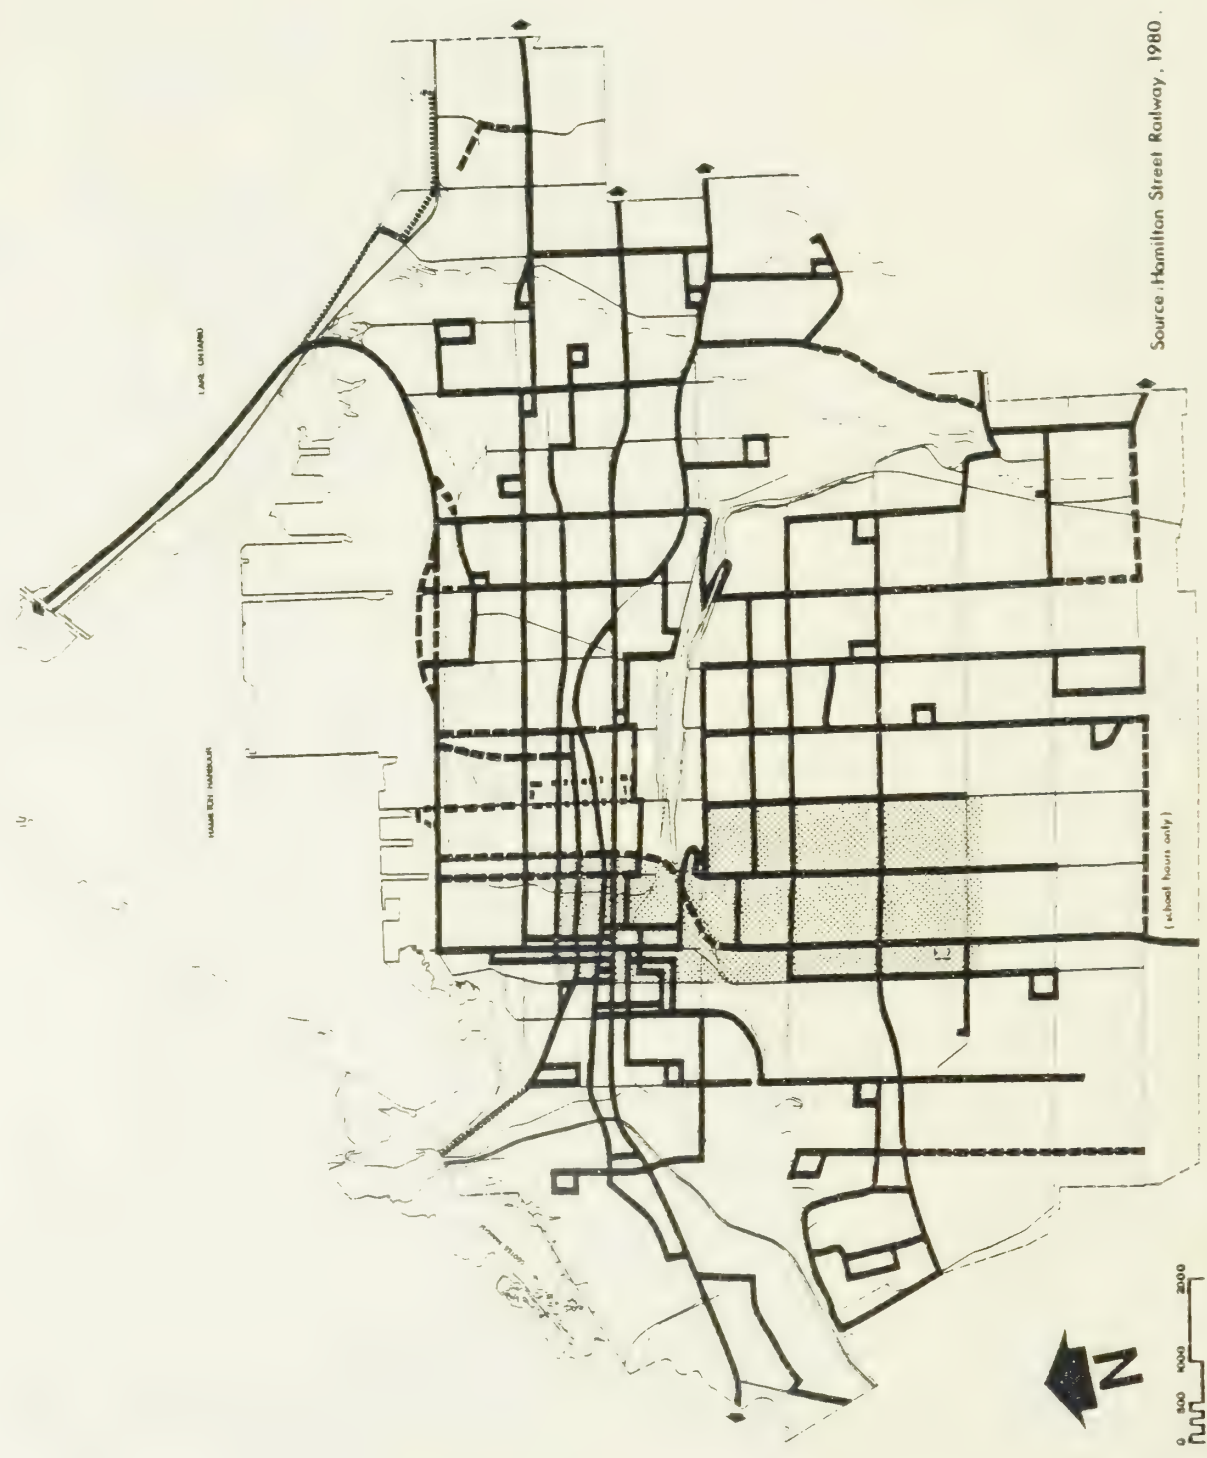 LAKE ONTARIO
HAMILTON HARBOUR
Source : Hamilton Street Railway, 1980.
(school hours only)
N
0 500 1000 2000